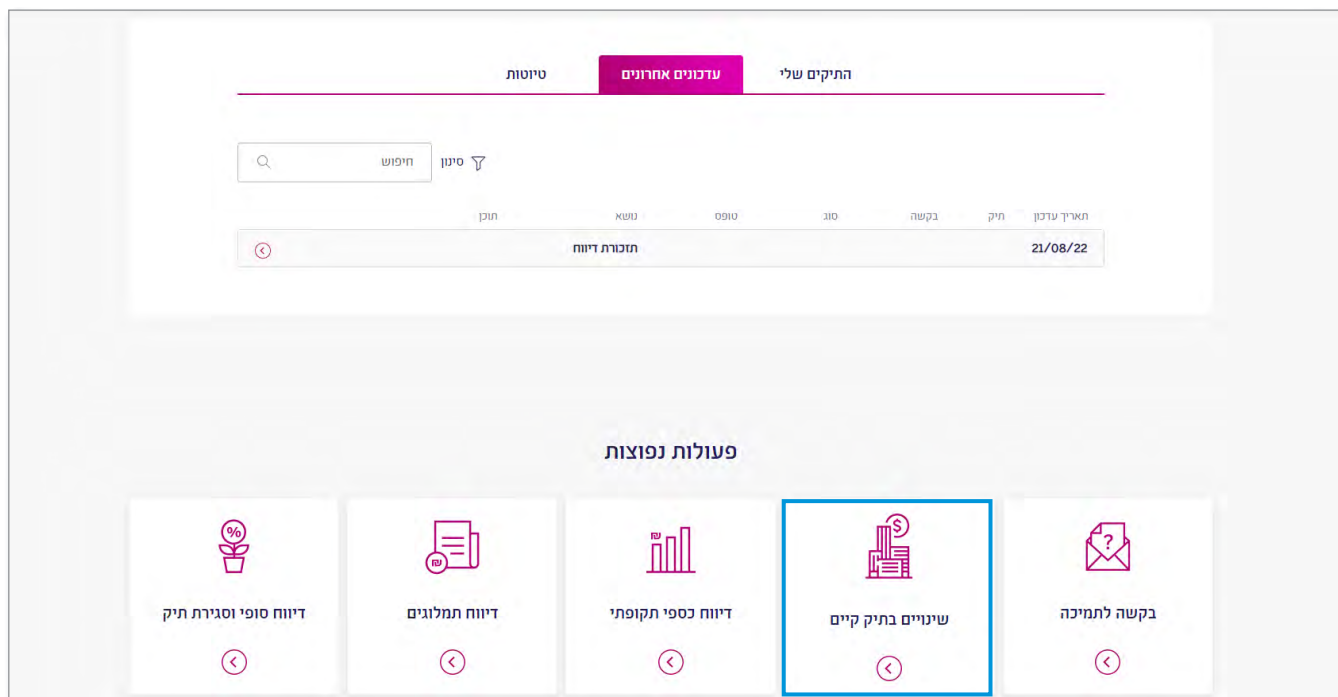 התיקים שלי עדכונים אחרונים טיוטות
סינון חיפוש
תאריך עדכון תיק בקשה סוג טופס נושא תוכן
21/08/22 תזכורת דיווח
פעולות נפוצות
? $ ₪ ₪ %
בקשה לתמיכה שינויים בתיק קיים דיווח כספי תקופתי דיווח תמלוגים דיווח סופי וסגירת תיק